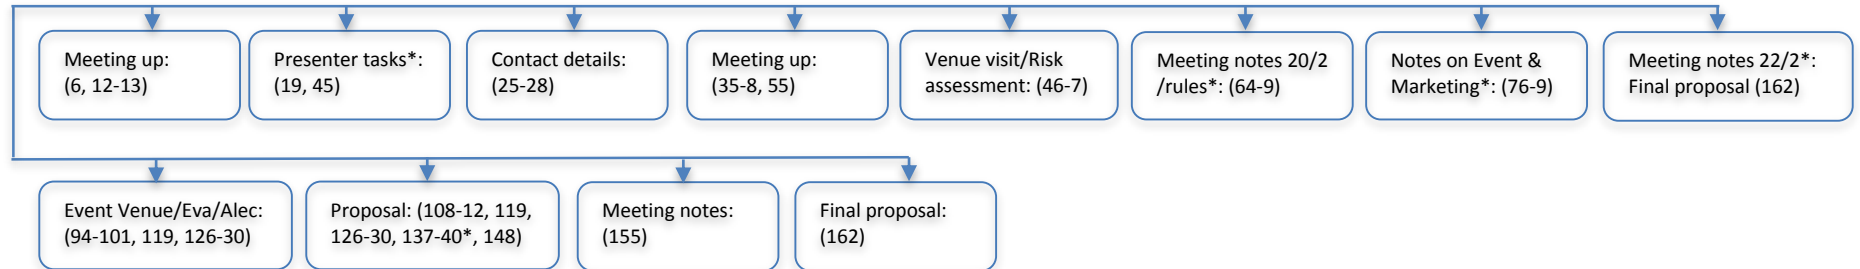 Meeting up:
(6, 12-13)
Presenter tasks*:
(19, 45)
Contact details:
(25-28)
Meeting up:
(35-8, 55)
Venue visit/Risk
assessment: (46-7)
Meeting notes 20/2
/rules*: (64-9)
Notes on Event &
Marketing*: (76-9)
Meeting notes 22/2*:
Final proposal (162)
Event Venue/Eva/Alec:
(94-101, 119, 126-30)
Proposal: (108-12, 119,
126-30, 137-40*, 148)
Meeting notes:
(155)
Final proposal:
(162)